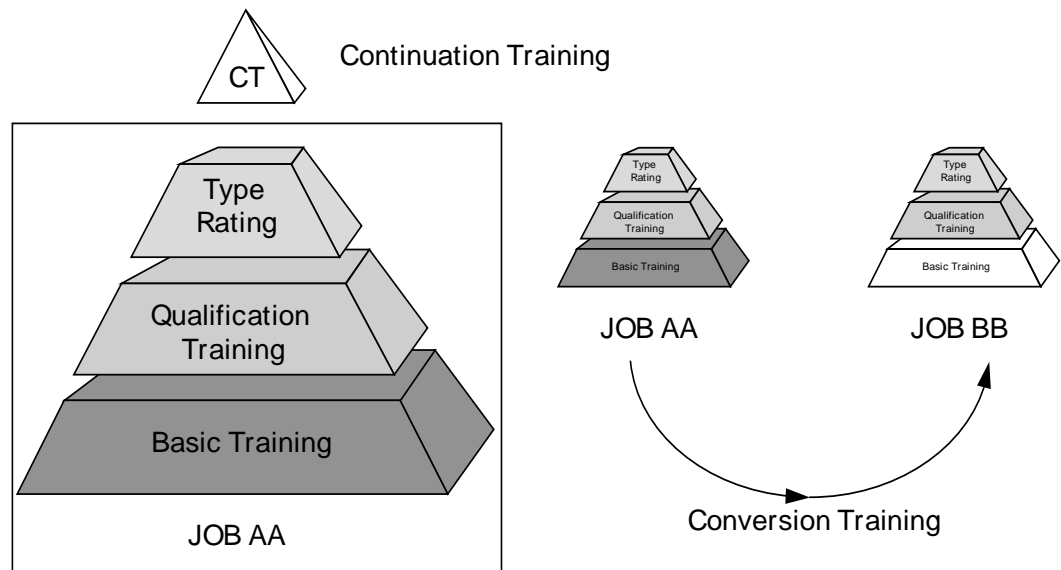 CT
Continuation Training
Type
Rating
Qualification
Training
Basic Training
JOB AA
Type
Rating
Qualification
Training
Basic Training
JOB AA
Type
Rating
Qualification
Training
Basic Training
JOB BB
Conversion Training